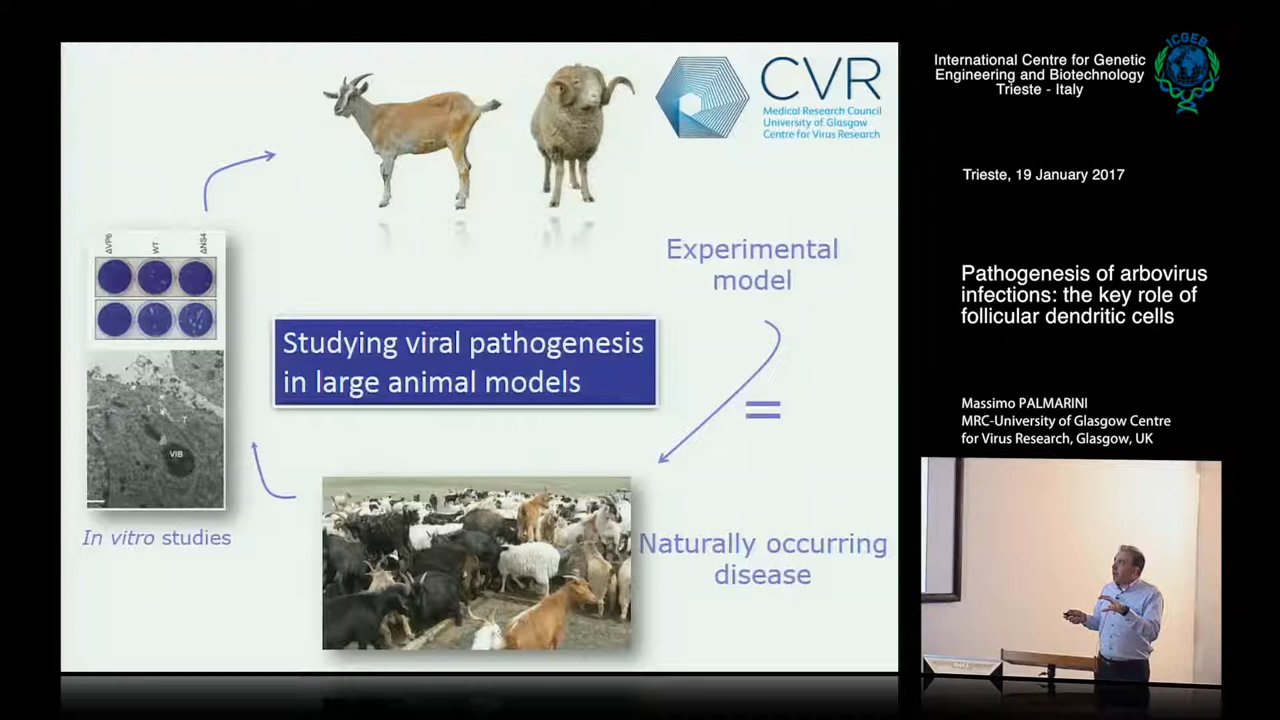 CVR
Medical Research Council
University of Glasgow
Centre for Virus Research
ΔVP6
WT
ΔNS4
Experimental
model
Studying viral pathogenesis
in large animal models
VIB
T
In vitro studies
Naturally occurring
disease
International Centre for Genetic
Engineering and Biotechnology
Trieste - Italy
ICGEB
Trieste, 19 January 2017
Pathogenesis of arbovirus
infections: the key role of
follicular dendritic cells
Massimo PALMARINI
MRC-University of Glasgow Centre
for Virus Research, Glasgow, UK